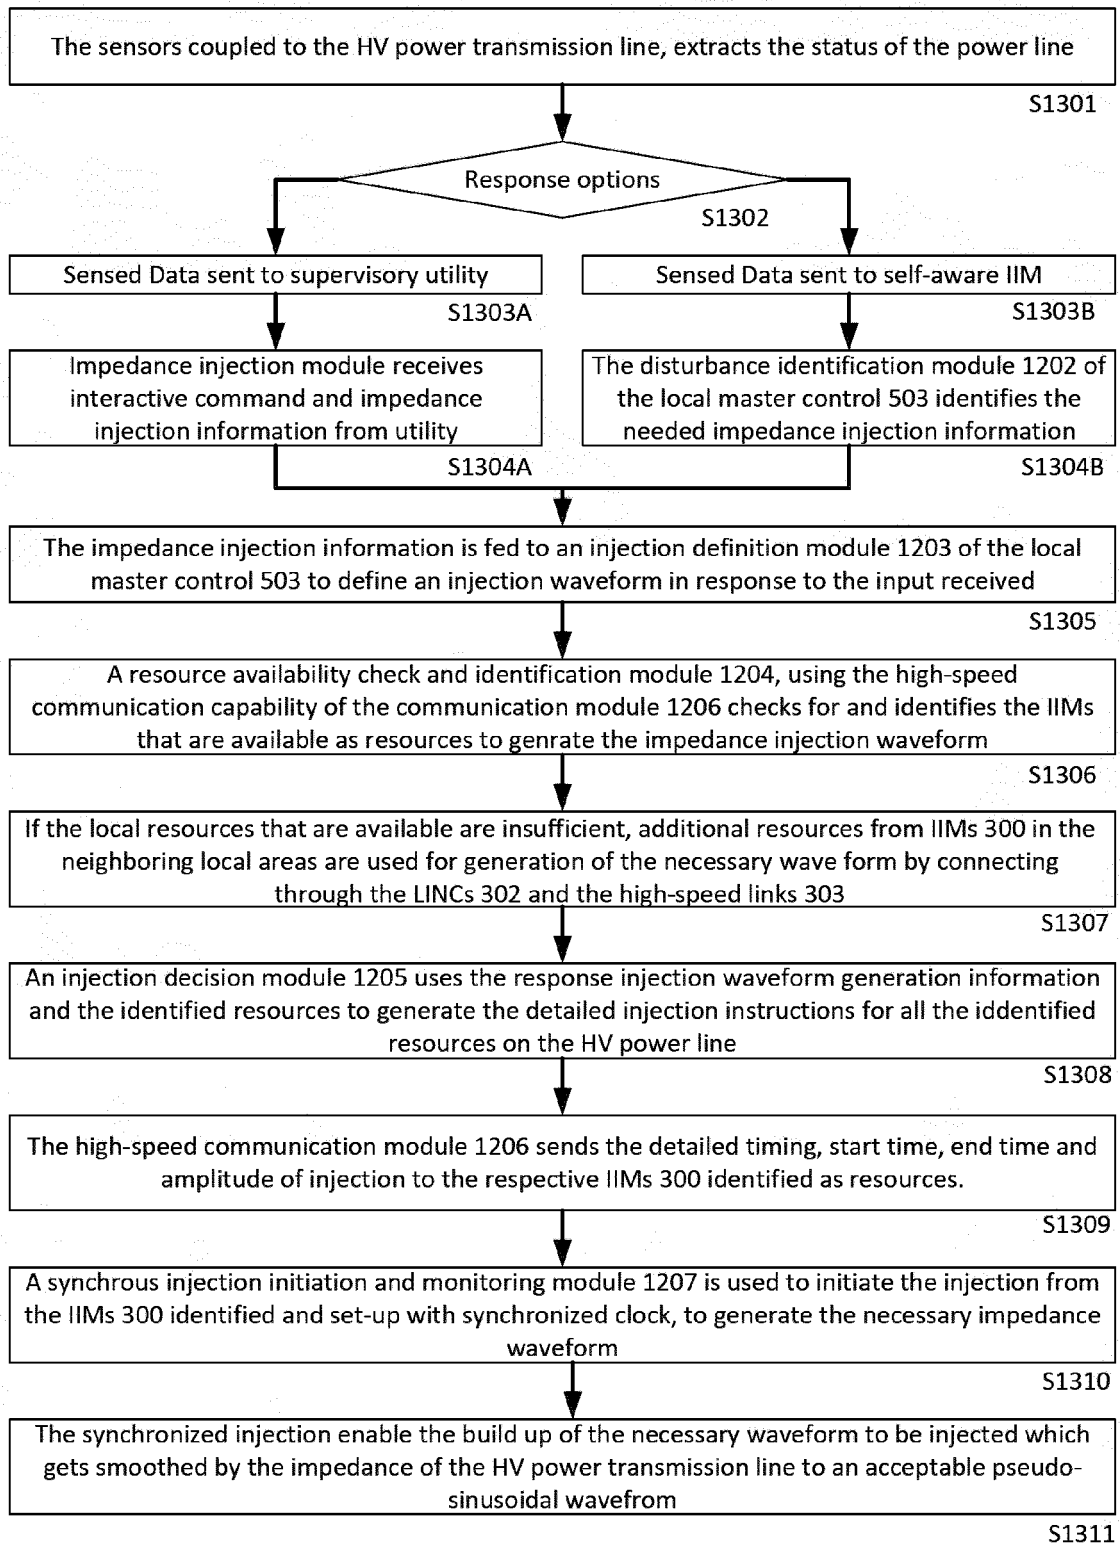 The sensors coupled to the HV power transmission line, extracts the status of the power line
S1301
Response options
S1302
Sensed Data sent to supervisory utility
S1303A
Sensed Data sent to self-aware IIM
S1303B
Impedance injection module receives
interactive command and impedance
injection information from utility
S1304A
The disturbance identification module 1202 of
the local master control 503 identifies the
needed impedance injection information
S1304B
The impedance injection information is fed to an injection definition module 1203 of the local
master control 503 to define an injection waveform in response to the input received
S1305
A resource availability check and identification module 1204, using the high-speed
communication capability of the communication module 1206 checks for and identifies the IIMs
that are available as resources to genrate the impedance injection waveform
S1306
If the local resources that are available are insufficient, additional resources from IIMs 300 in the
neighboring local areas are used for generation of the necessary wave form by connecting
through the LINCs 302 and the high-speed links 303
S1307
An injection decision module 1205 uses the response injection waveform generation information
and the identified resources to generate the detailed injection instructions for all the iddentified
resources on the HV power line
S1308
The high-speed communication module 1206 sends the detailed timing, start time, end time and
amplitude of injection to the respective IIMs 300 identified as resources.
S1309
A synchrous injection initiation and monitoring module 1207 is used to initiate the injection from
the IIMs 300 identified and set-up with synchronized clock, to generate the necessary impedance
waveform
S1310
The synchronized injection enable the build up of the necessary waveform to be injected which
gets smoothed by the impedance of the HV power transmission line to an acceptable pseudo-
sinusoidal wavefrom
S1311